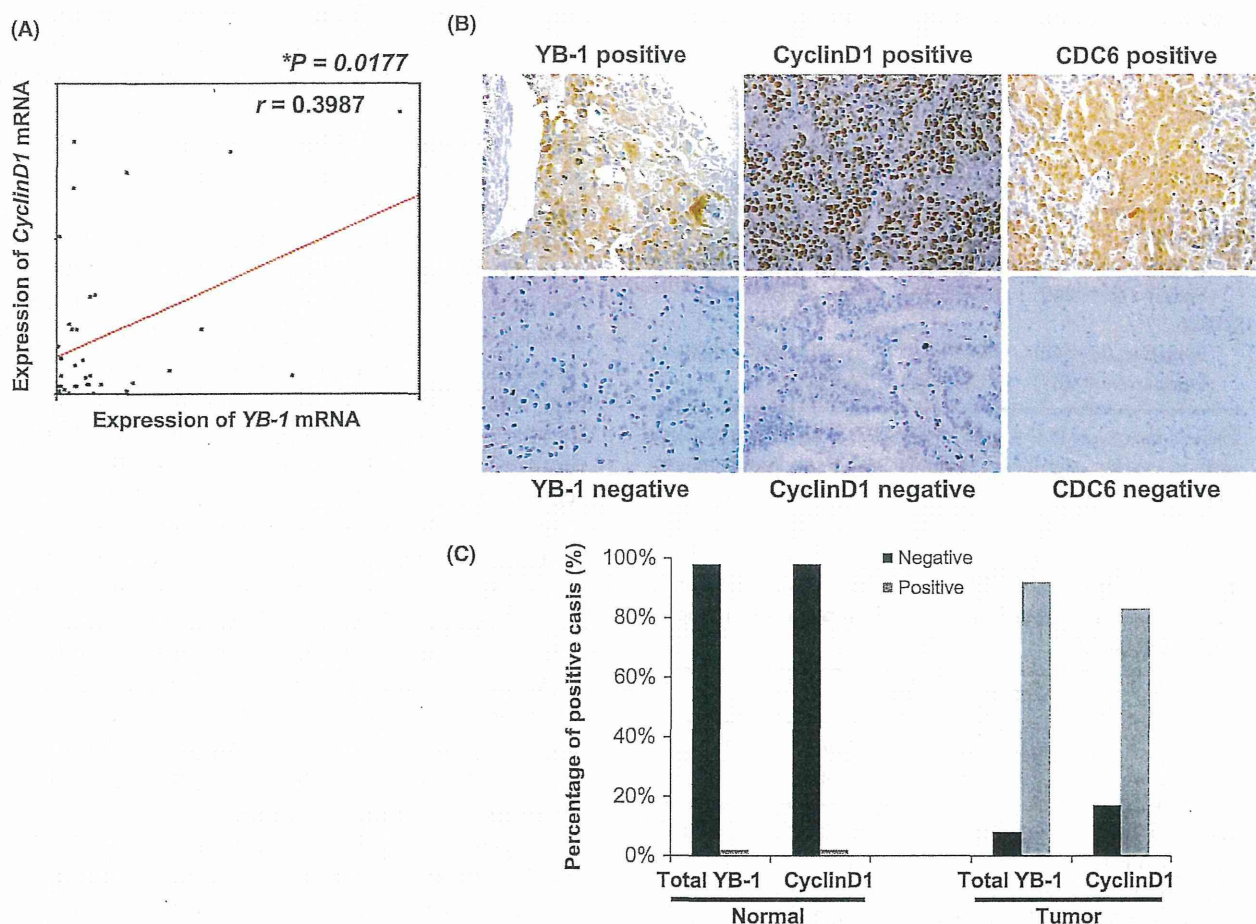 (A)
*P = 0.0177
r = 0.3987
Expression of CyclinD1 mRNA
Expression of YB-1 mRNA
(B)
YB-1 positive
CyclinD1 positive
CDC6 positive
YB-1 negative
CyclinD1 negative
CDC6 negative
(C)
Percentage of positive casis (%)
100%
80%
60%
40%
20%
0%
Negative
Positive
Total YB-1
CyclinD1
Total YB-1
CyclinD1
Normal
Tumor